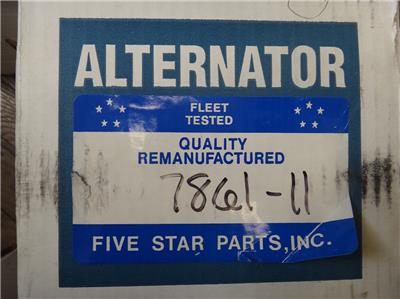 ALTERNATOR
FLEET
TESTED
QUALITY
REMANUFACTURED
7861-11
FIVE STAR PARTS, INC.